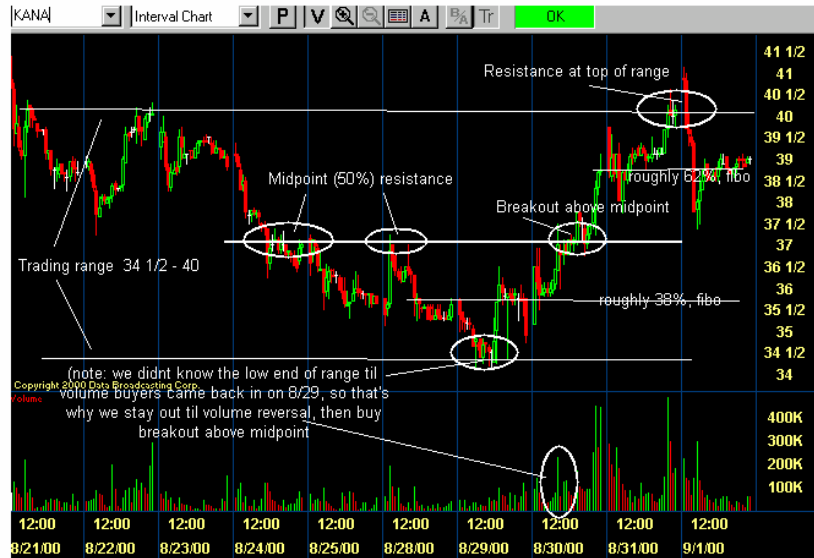 KANA Interval Chart P V A B/A Tr OK
41 1/2
Resistance at top of range
41
40 1/2
40
39 1/2
39
Midpoint (50%) resistance
roughly 62%, fibo
38 1/2
38
Breakout above midpoint
37 1/2
37
Trading range 34 1/2 - 40
36 1/2
36
roughly 38%, fibo
35 1/2
35
34 1/2
34
(note: we didnt know the low end of range til
Copyright 2000 Data Broadcasting Corp.
volume buyers came back in on 8/29, so that's
Volume
why we stay out til volume reversal, then buy
breakout above midpoint
400K
300K
200K
100K
12:00 12:00 12:00 12:00 12:00 12:00 12:00 12:00 12:00 12:00
8/21/00 8/22/00 8/23/00 8/24/00 8/25/00 8/28/00 8/29/00 8/30/00 8/31/00 9/1/00